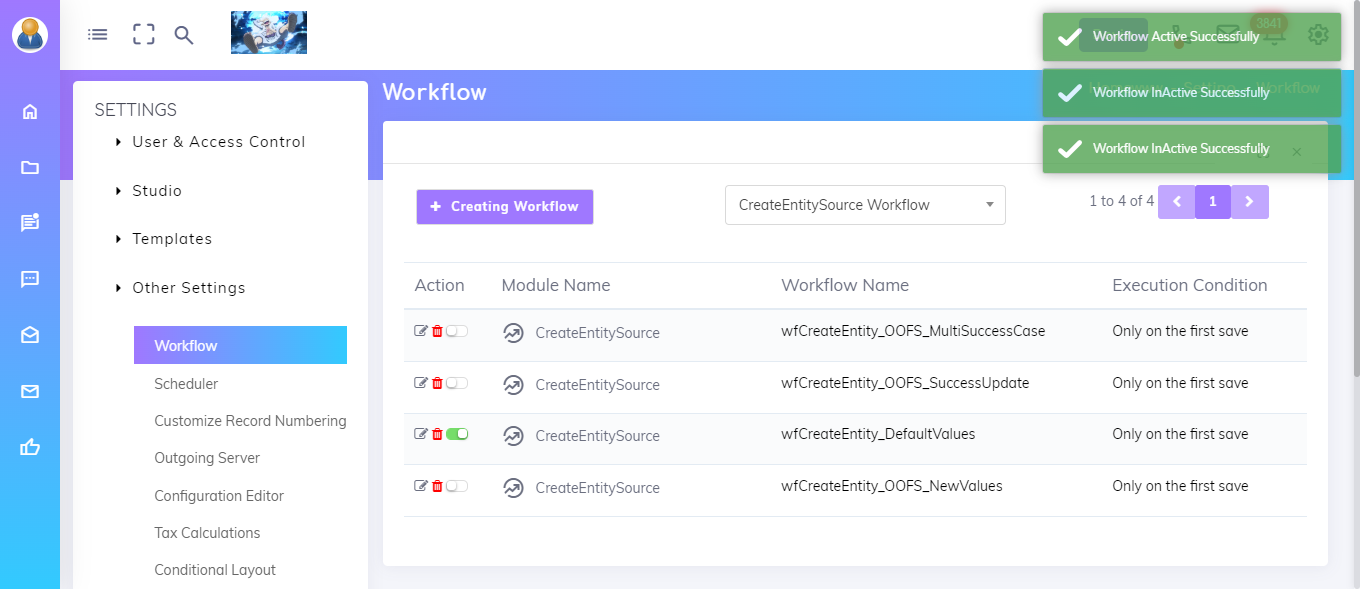 3841
Workflow Active Successfully
Workflow InActive Successfully
Workflow InActive Successfully
Workflow
SETTINGS
User & Access Control
Studio
Templates
Other Settings
Workflow
Scheduler
Customize Record Numbering
Outgoing Server
Configuration Editor
Tax Calculations
Conditional Layout
Workflow
+ Creating Workflow
CreateEntitySource Workflow
1 to 4 of 4 1
Action Module Name Workflow Name Execution Condition
CreateEntitySource wfCreateEntity_OOFS_MultiSuccessCase Only on the first save
CreateEntitySource wfCreateEntity_OOFS_SuccessUpdate Only on the first save
CreateEntitySource wfCreateEntity_DefaultValues Only on the first save
CreateEntitySource wfCreateEntity_OOFS_NewValues Only on the first save